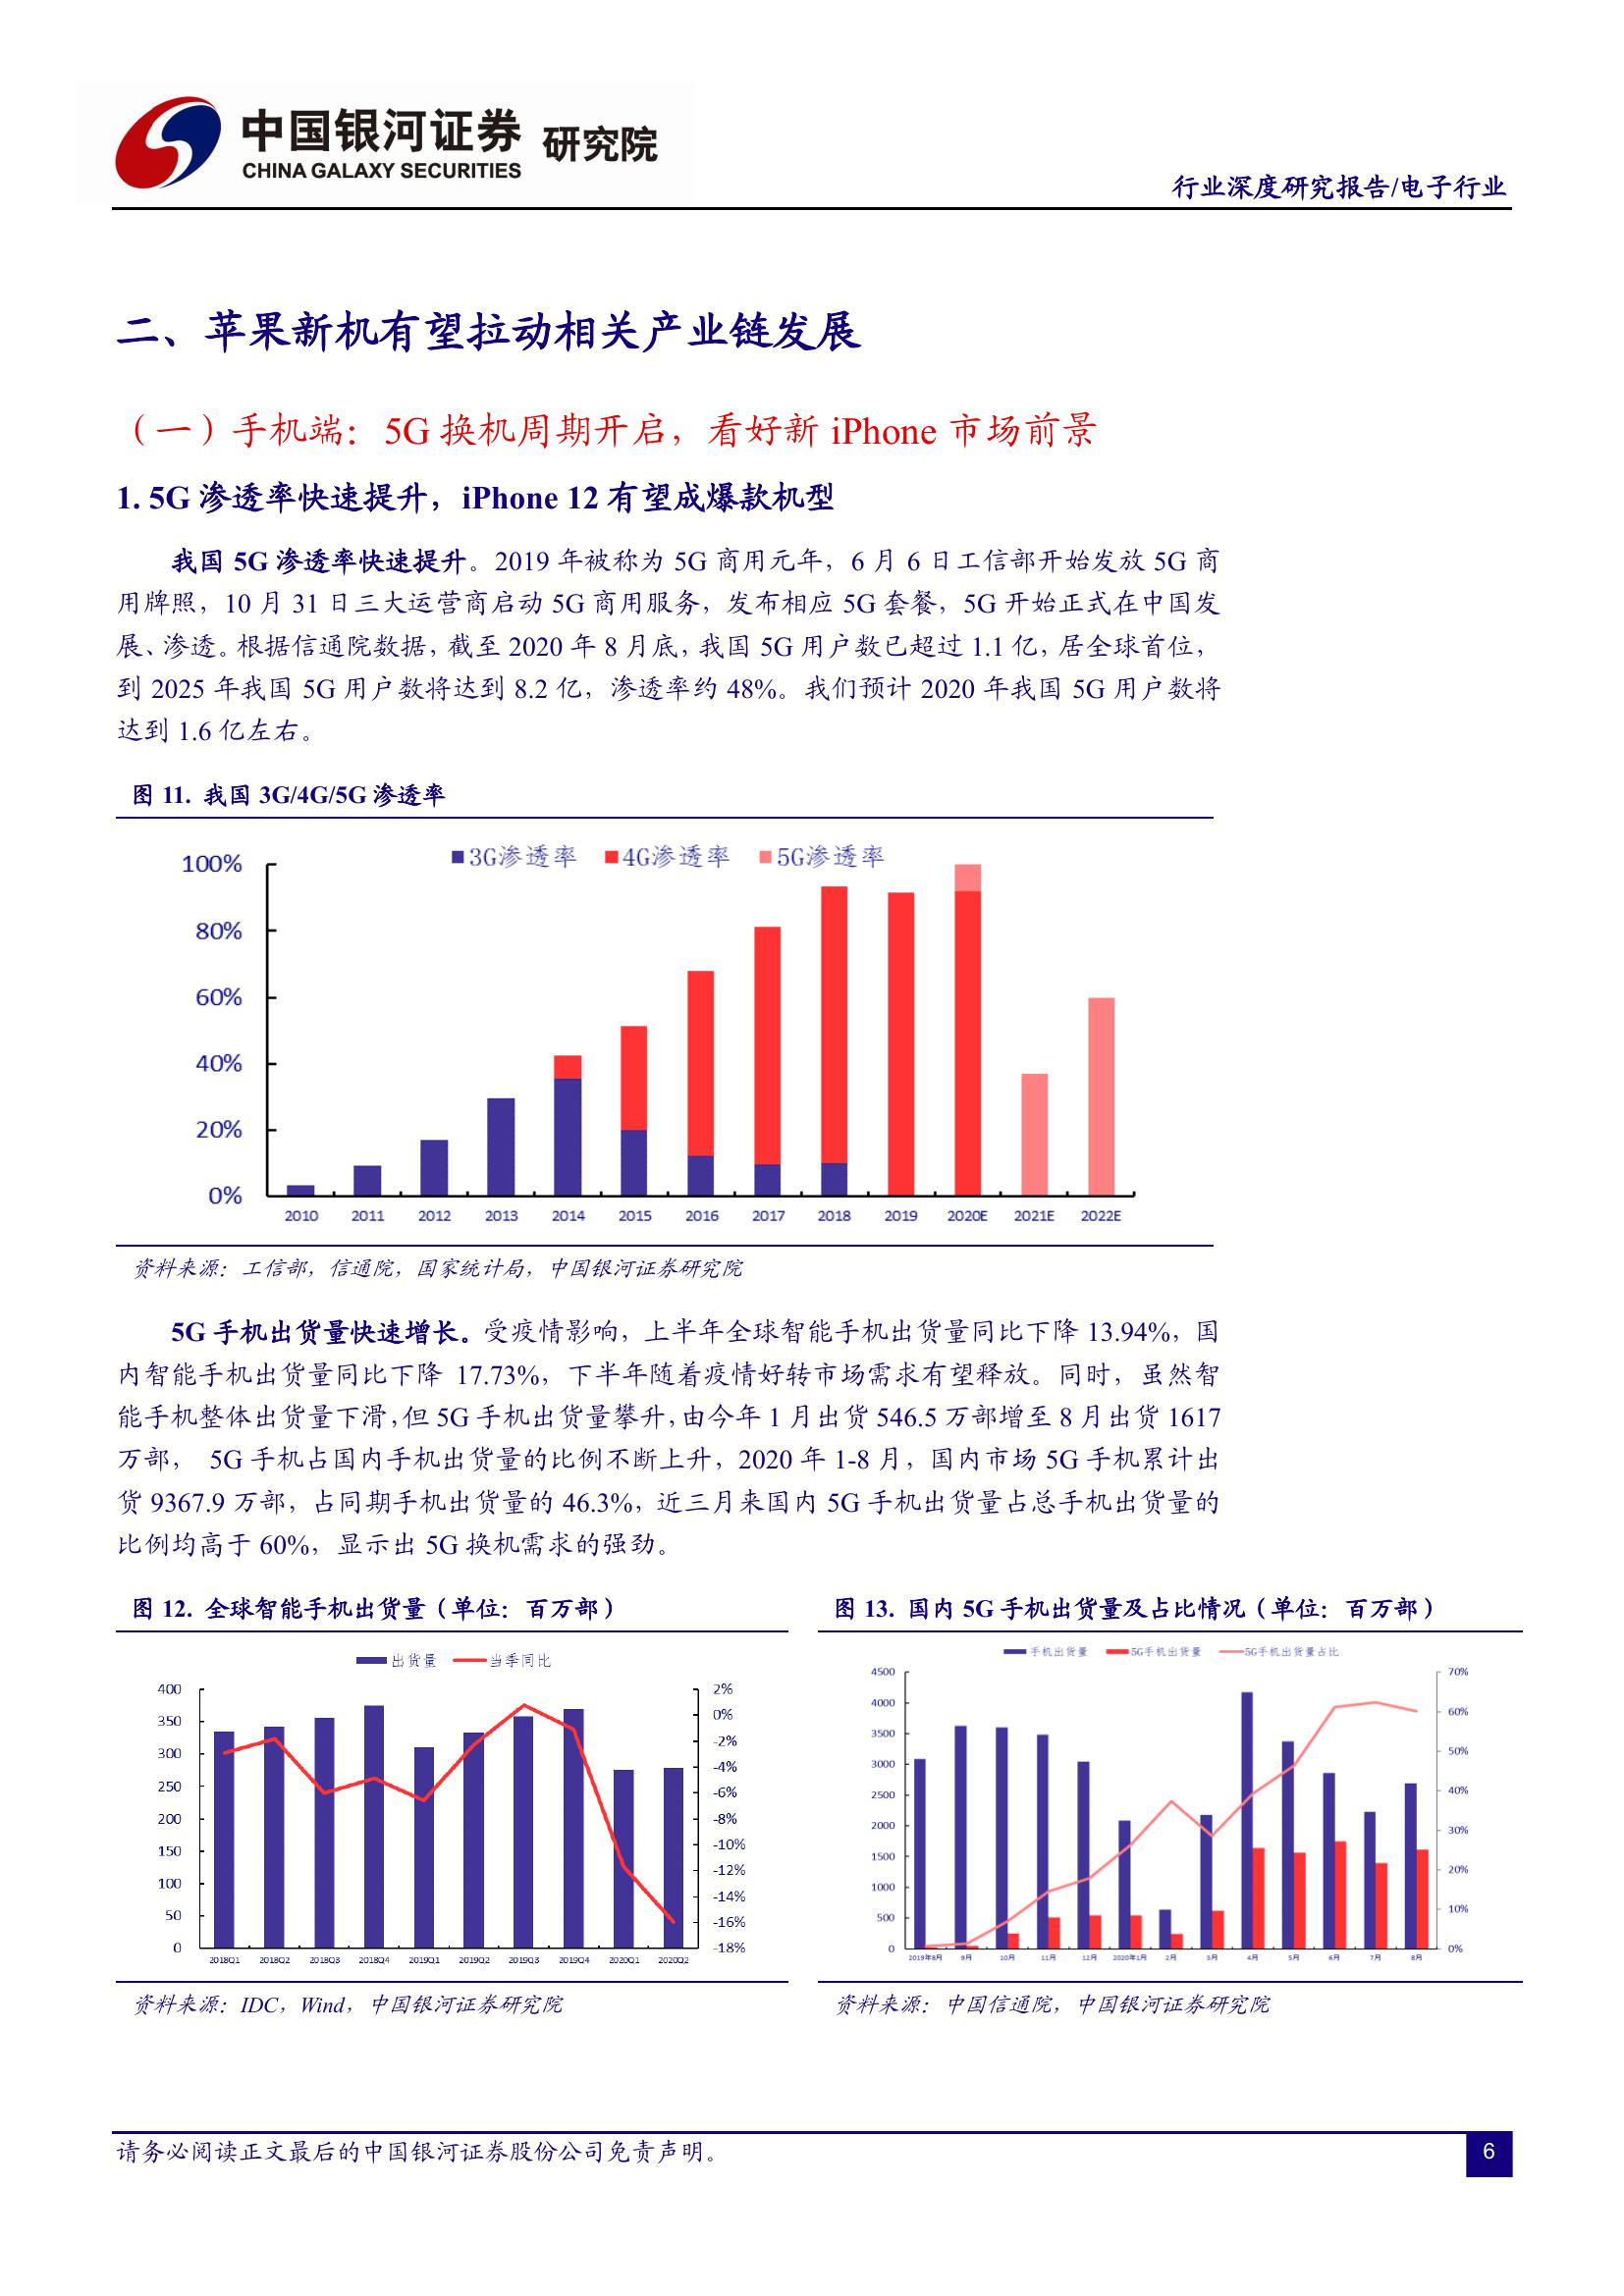 中国银河证券 研究院
CHINA GALAXY SECURITIES
行业深度研究报告/电子行业
二、苹果新机有望拉动相关产业链发展
（一）手机端：5G 换机周期开启，看好新 iPhone 市场前景
1. 5G 渗透率快速提升，iPhone 12 有望成爆款机型
我国 5G 渗透率快速提升。2019 年被称为 5G 商用元年，6 月 6 日工信部开始发放 5G 商
用牌照，10 月 31 日三大运营商启动 5G 商用服务，发布相应 5G 套餐，5G 开始正式在中国发
展、渗透。根据信通院数据，截至 2020 年 8 月底，我国 5G 用户数已超过 1.1 亿，居全球首位，
到 2025 年我国 5G 用户数将达到 8.2 亿，渗透率约 48%。我们预计 2020 年我国 5G 用户数将
达到 1.6 亿左右。
图 11. 我国 3G/4G/5G 渗透率
3G渗透率 4G渗透率 5G渗透率
100%
80%
60%
40%
20%
0%
2010 2011 2012 2013 2014 2015 2016 2017 2018 2019 2020E 2021E 2022E
资料来源：工信部，信通院，国家统计局，中国银河证券研究院
5G 手机出货量快速增长。受疫情影响，上半年全球智能手机出货量同比下降 13.94%，国
内智能手机出货量同比下降 17.73%，下半年随着疫情好转市场需求有望释放。同时，虽然智
能手机整体出货量下滑，但 5G 手机出货量攀升，由今年 1 月出货 546.5 万部增至 8 月出货 1617
万部， 5G 手机占国内手机出货量的比例不断上升，2020 年 1-8 月，国内市场 5G 手机累计出
货 9367.9 万部，占同期手机出货量的 46.3%，近三月来国内 5G 手机出货量占总手机出货量的
比例均高于 60%，显示出 5G 换机需求的强劲。
图 12. 全球智能手机出货量（单位：百万部）
出货量 当季同比
400
350
300
250
200
150
100
50
0
2%
0%
-2%
-4%
-6%
-8%
-10%
-12%
-14%
-16%
-18%
2018Q1 2018Q2 2018Q3 2018Q4 2019Q1 2019Q2 2019Q3 2019Q4 2020Q1 2020Q2
资料来源：IDC，Wind，中国银河证券研究院
图 13. 国内 5G 手机出货量及占比情况（单位：百万部）
手机出货量 5G手机出货量 5G手机出货量占比
4500
4000
3500
3000
2500
2000
1500
1000
500
0
70%
60%
50%
40%
30%
20%
10%
0%
2019年8月 9月 10月 11月 12月 2020年1月 2月 3月 4月 5月 6月 7月 8月
资料来源： 中国信通院， 中国银河证券研究院
请务必阅读正文最后的中国银河证券股份公司免责声明。
6